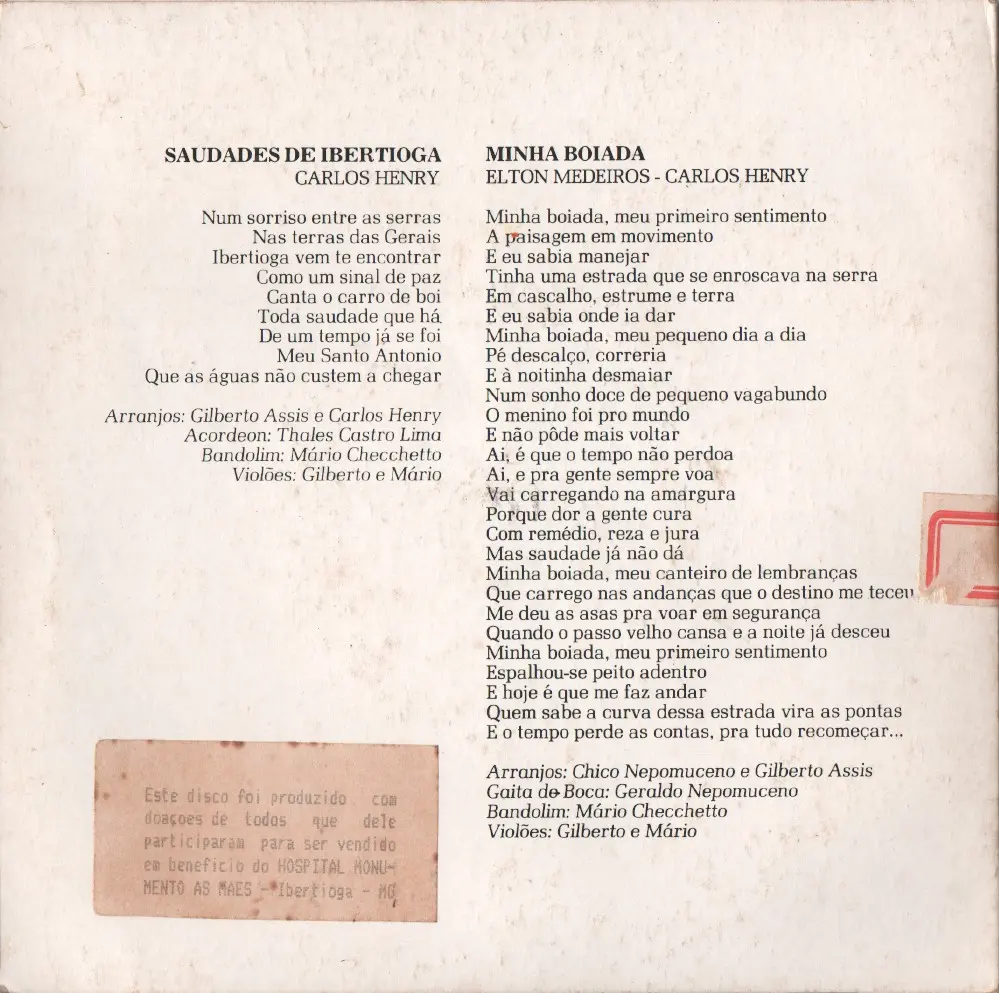 SAUDADES DE IBERTIOGA
CARLOS HENRY
Num sorriso entre as serras
Nas terras das Gerais
Ibertioga vem te encontrar
Como um sinal de paz
Canta o carro de boi
Toda saudade que há
De um tempo já se foi
Meu Santo Antonio
Que as águas não custem a chegar
Arranjos: Gilberto Assis e Carlos Henry
Acordeon: Thales Castro Lima
Bandolim: Mário Checchetto
Violões: Gilberto e Mário
MINHA BOIADA
ELTON MEDEIROS - CARLOS HENRY
Minha boiada, meu primeiro sentimento
A paisagem em movimento
E eu sabia manejar
Tinha uma estrada que se enroscava na serra
Em cascalho, estrume e terra
E eu sabia onde ia dar
Minha boiada, meu pequeno dia a dia
Pé descalço, correria
E à noitinha desmaiar
Num sonho doce de pequeno vagabundo
O menino foi pro mundo
E não pôde mais voltar
Ai, é que o tempo não perdoa
Ai, e pra gente sempre voa
Vai carregando na amargura
Porque dor a gente cura
Com remédio, reza e jura
Mas saudade já não dá
Minha boiada, meu canteiro de lembranças
Que carrego nas andanças que o destino me teceu
Me deu as asas pra voar em segurança
Quando o passo velho cansa e a noite já desceu
Minha boiada, meu primeiro sentimento
Espalhou-se peito adentro
E hoje é que me faz andar
Quem sabe a curva dessa estrada vira as pontas
E o tempo perde as contas, pra tudo recomeçar...
Arranjos: Chico Nepomuceno e Gilberto Assis
Gaita de Boca: Geraldo Nepomuceno
Bandolim: Mário Checchetto
Violões: Gilberto e Mário
Este disco foi produzido com
doaçoes de todos que dele
participaram para ser vendido
em beneficio do HOSPITAL MONU-
MENTO AS MAES - Ibertioga - MG